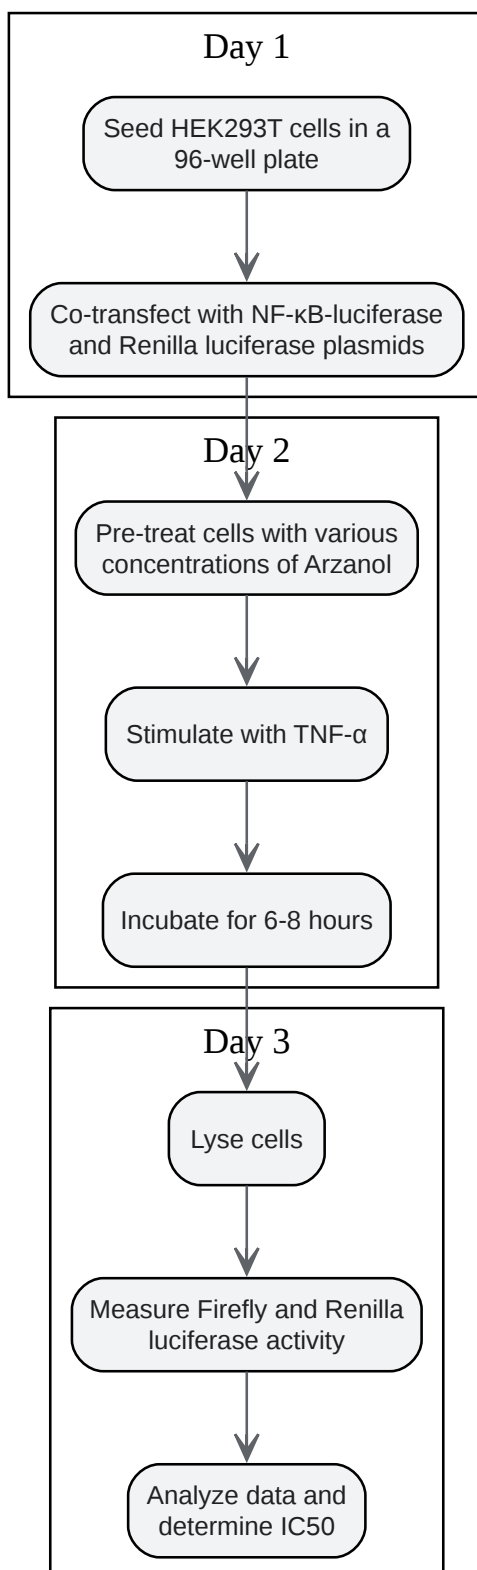 Day 1
Seed HEK293T cells in a
96-well plate
Co-transfect with NF-κB-luciferase
and Renilla luciferase plasmids
Day 2
Pre-treat cells with various
concentrations of Arzanol
Stimulate with TNF-α
Incubate for 6-8 hours
Day 3
Lyse cells
Measure Firefly and Renilla
luciferase activity
Analyze data and
determine IC50